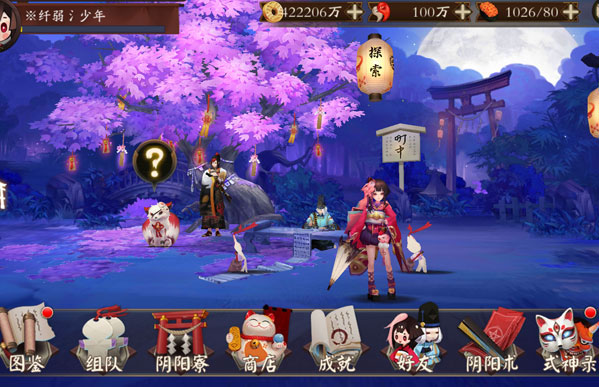 ※纤弱；少年
422206万
100万
1026/80
探索
町中
?
图鉴
组队
阴阳寮
商店
成就
好友
阴阳术
式神录